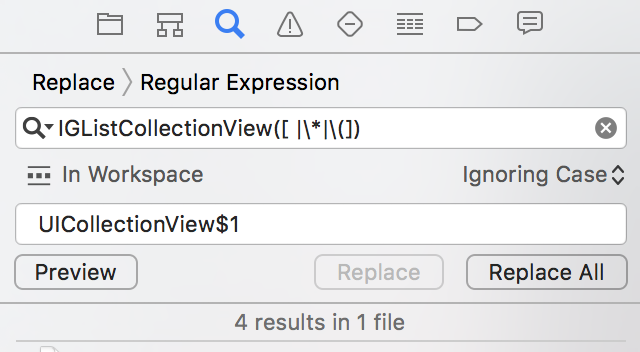 Replace 〉 Regular Expression
IGListCollectionView([ |\*|\(])
In Workspace Ignoring Case
UICollectionView$1
Preview Replace Replace All
4 results in 1 file